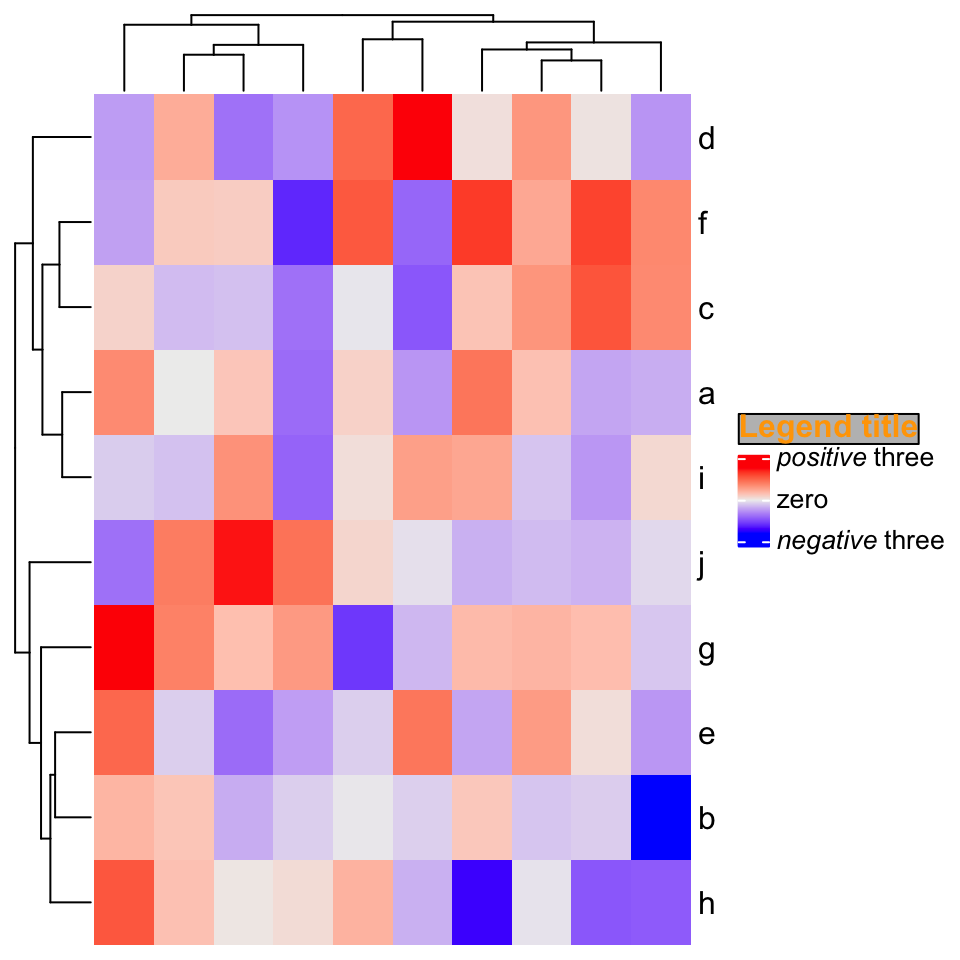 d
f
c
a
i
j
g
e
b
h
Legend title
positive three
zero
negative three